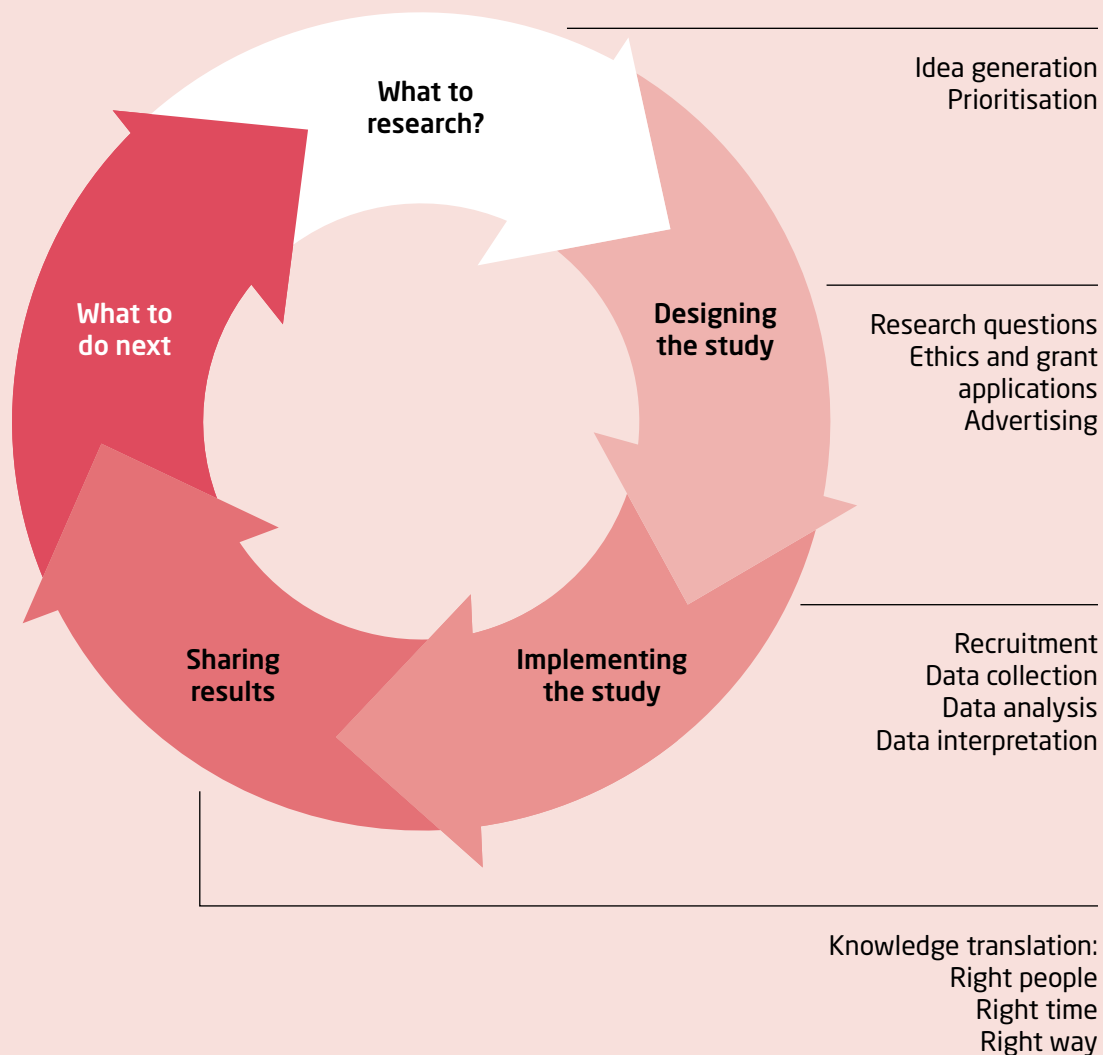 What to
research?
Idea generation
Prioritisation
Designing
the study
Research questions
Ethics and grant
applications
Advertising
Implementing
the study
Recruitment
Data collection
Data analysis
Data interpretation
Sharing
results
Knowledge translation:
Right people
Right time
Right way
What to
do next